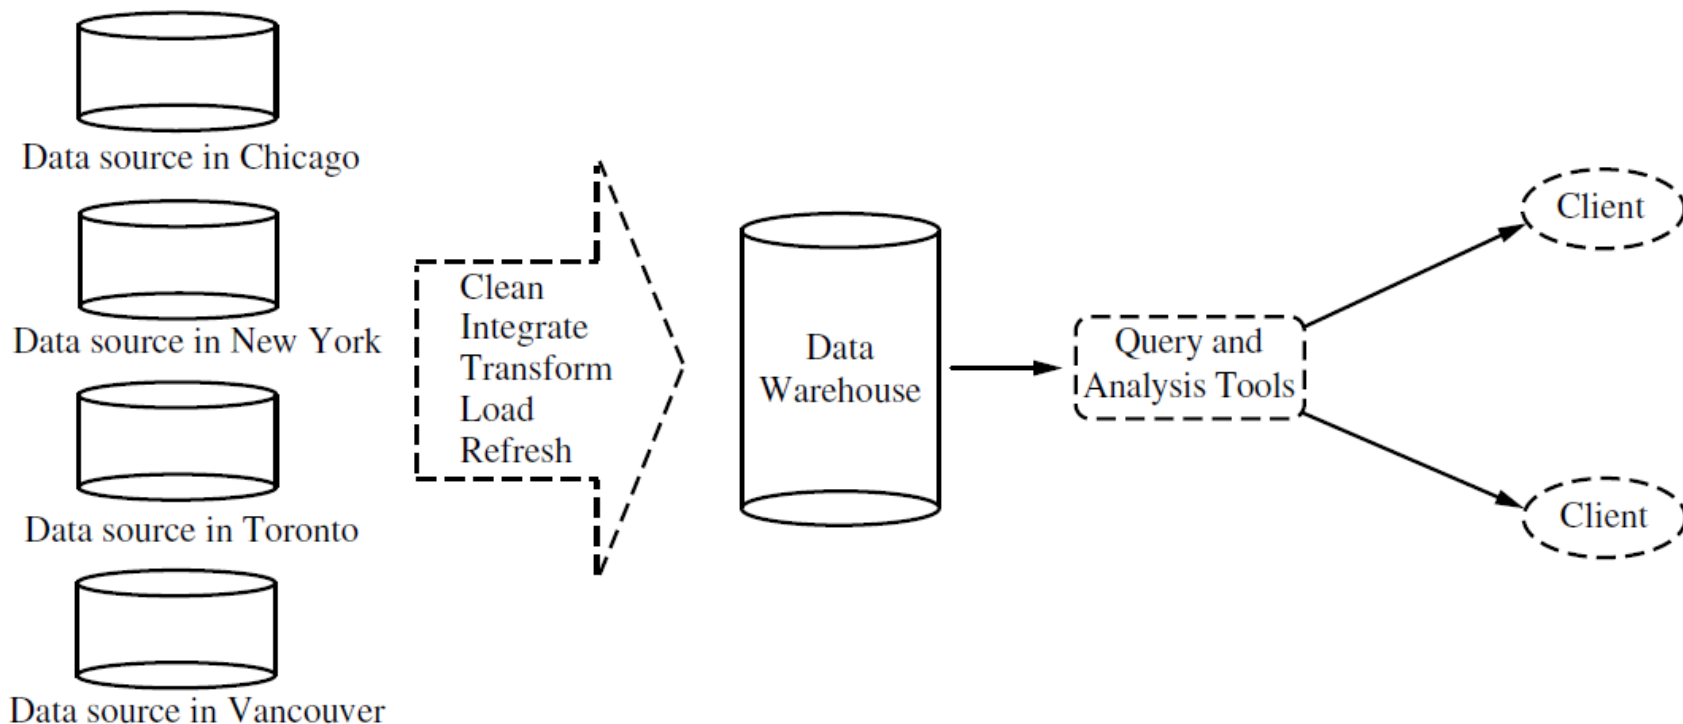 Data source in Chicago
Data source in New York
Data source in Toronto
Data source in Vancouver
Clean
Integrate
Transform
Load
Refresh
Data
Warehouse
Query and
Analysis Tools
Client
Client